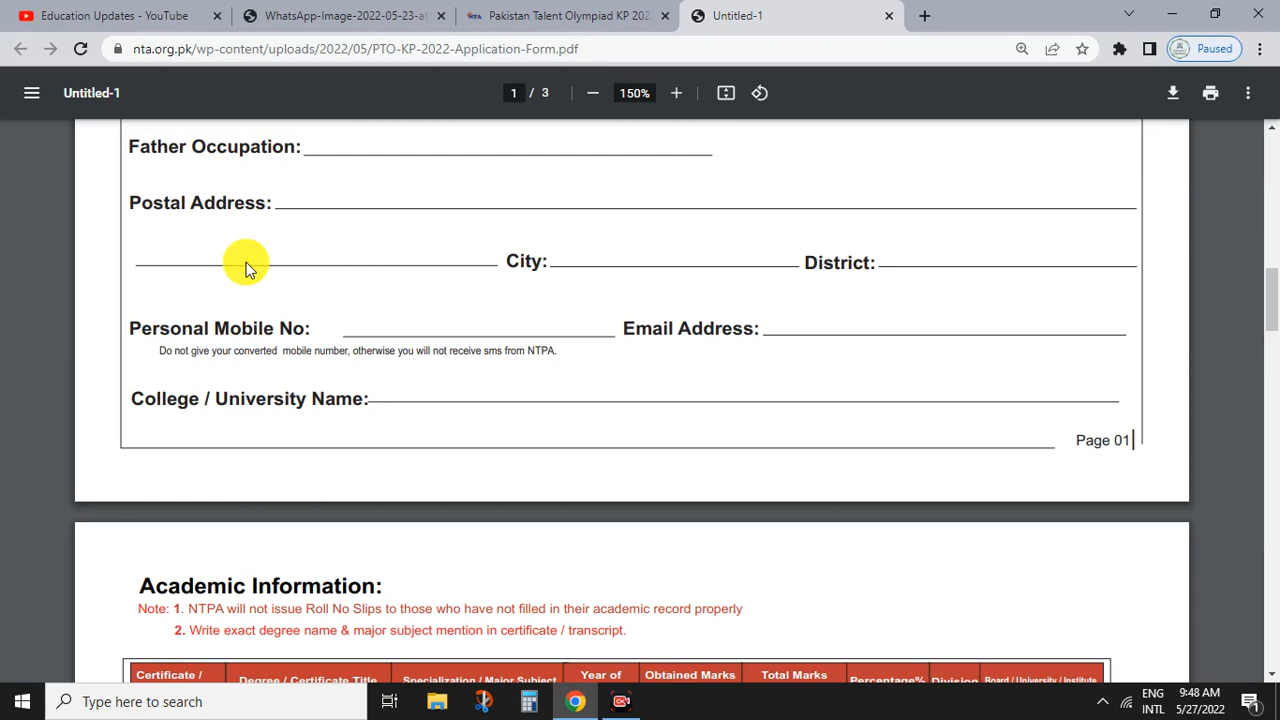 Education Updates - YouTube
WhatsApp-Image-2022-05-23-at
Pakistan Talent Olympiad KP 202
Untitled-1
nta.org.pk/wp-content/uploads/2022/05/PTO-KP-2022-Application-Form.pdf
Paused
Untitled-1
1 / 3
150%
Father Occupation:
Postal Address:
City:
District:
Personal Mobile No:
Email Address:
Do not give your converted mobile number, otherwise you will not receive sms from NTPA.
College / University Name:
Page 01
Academic Information:
Note: 1. NTPA will not issue Roll No Slips to those who have not filled in their academic record properly
2. Write exact degree name & major subject mention in certificate / transcript.
Certificate /
Degree / Certificate Title
Specialization / Major Subject
Year of
Obtained Marks
Total Marks
Percentage%
Division
Board / University / Institute
Type here to search
ENG
INTL
9:48 AM
5/27/2022
1